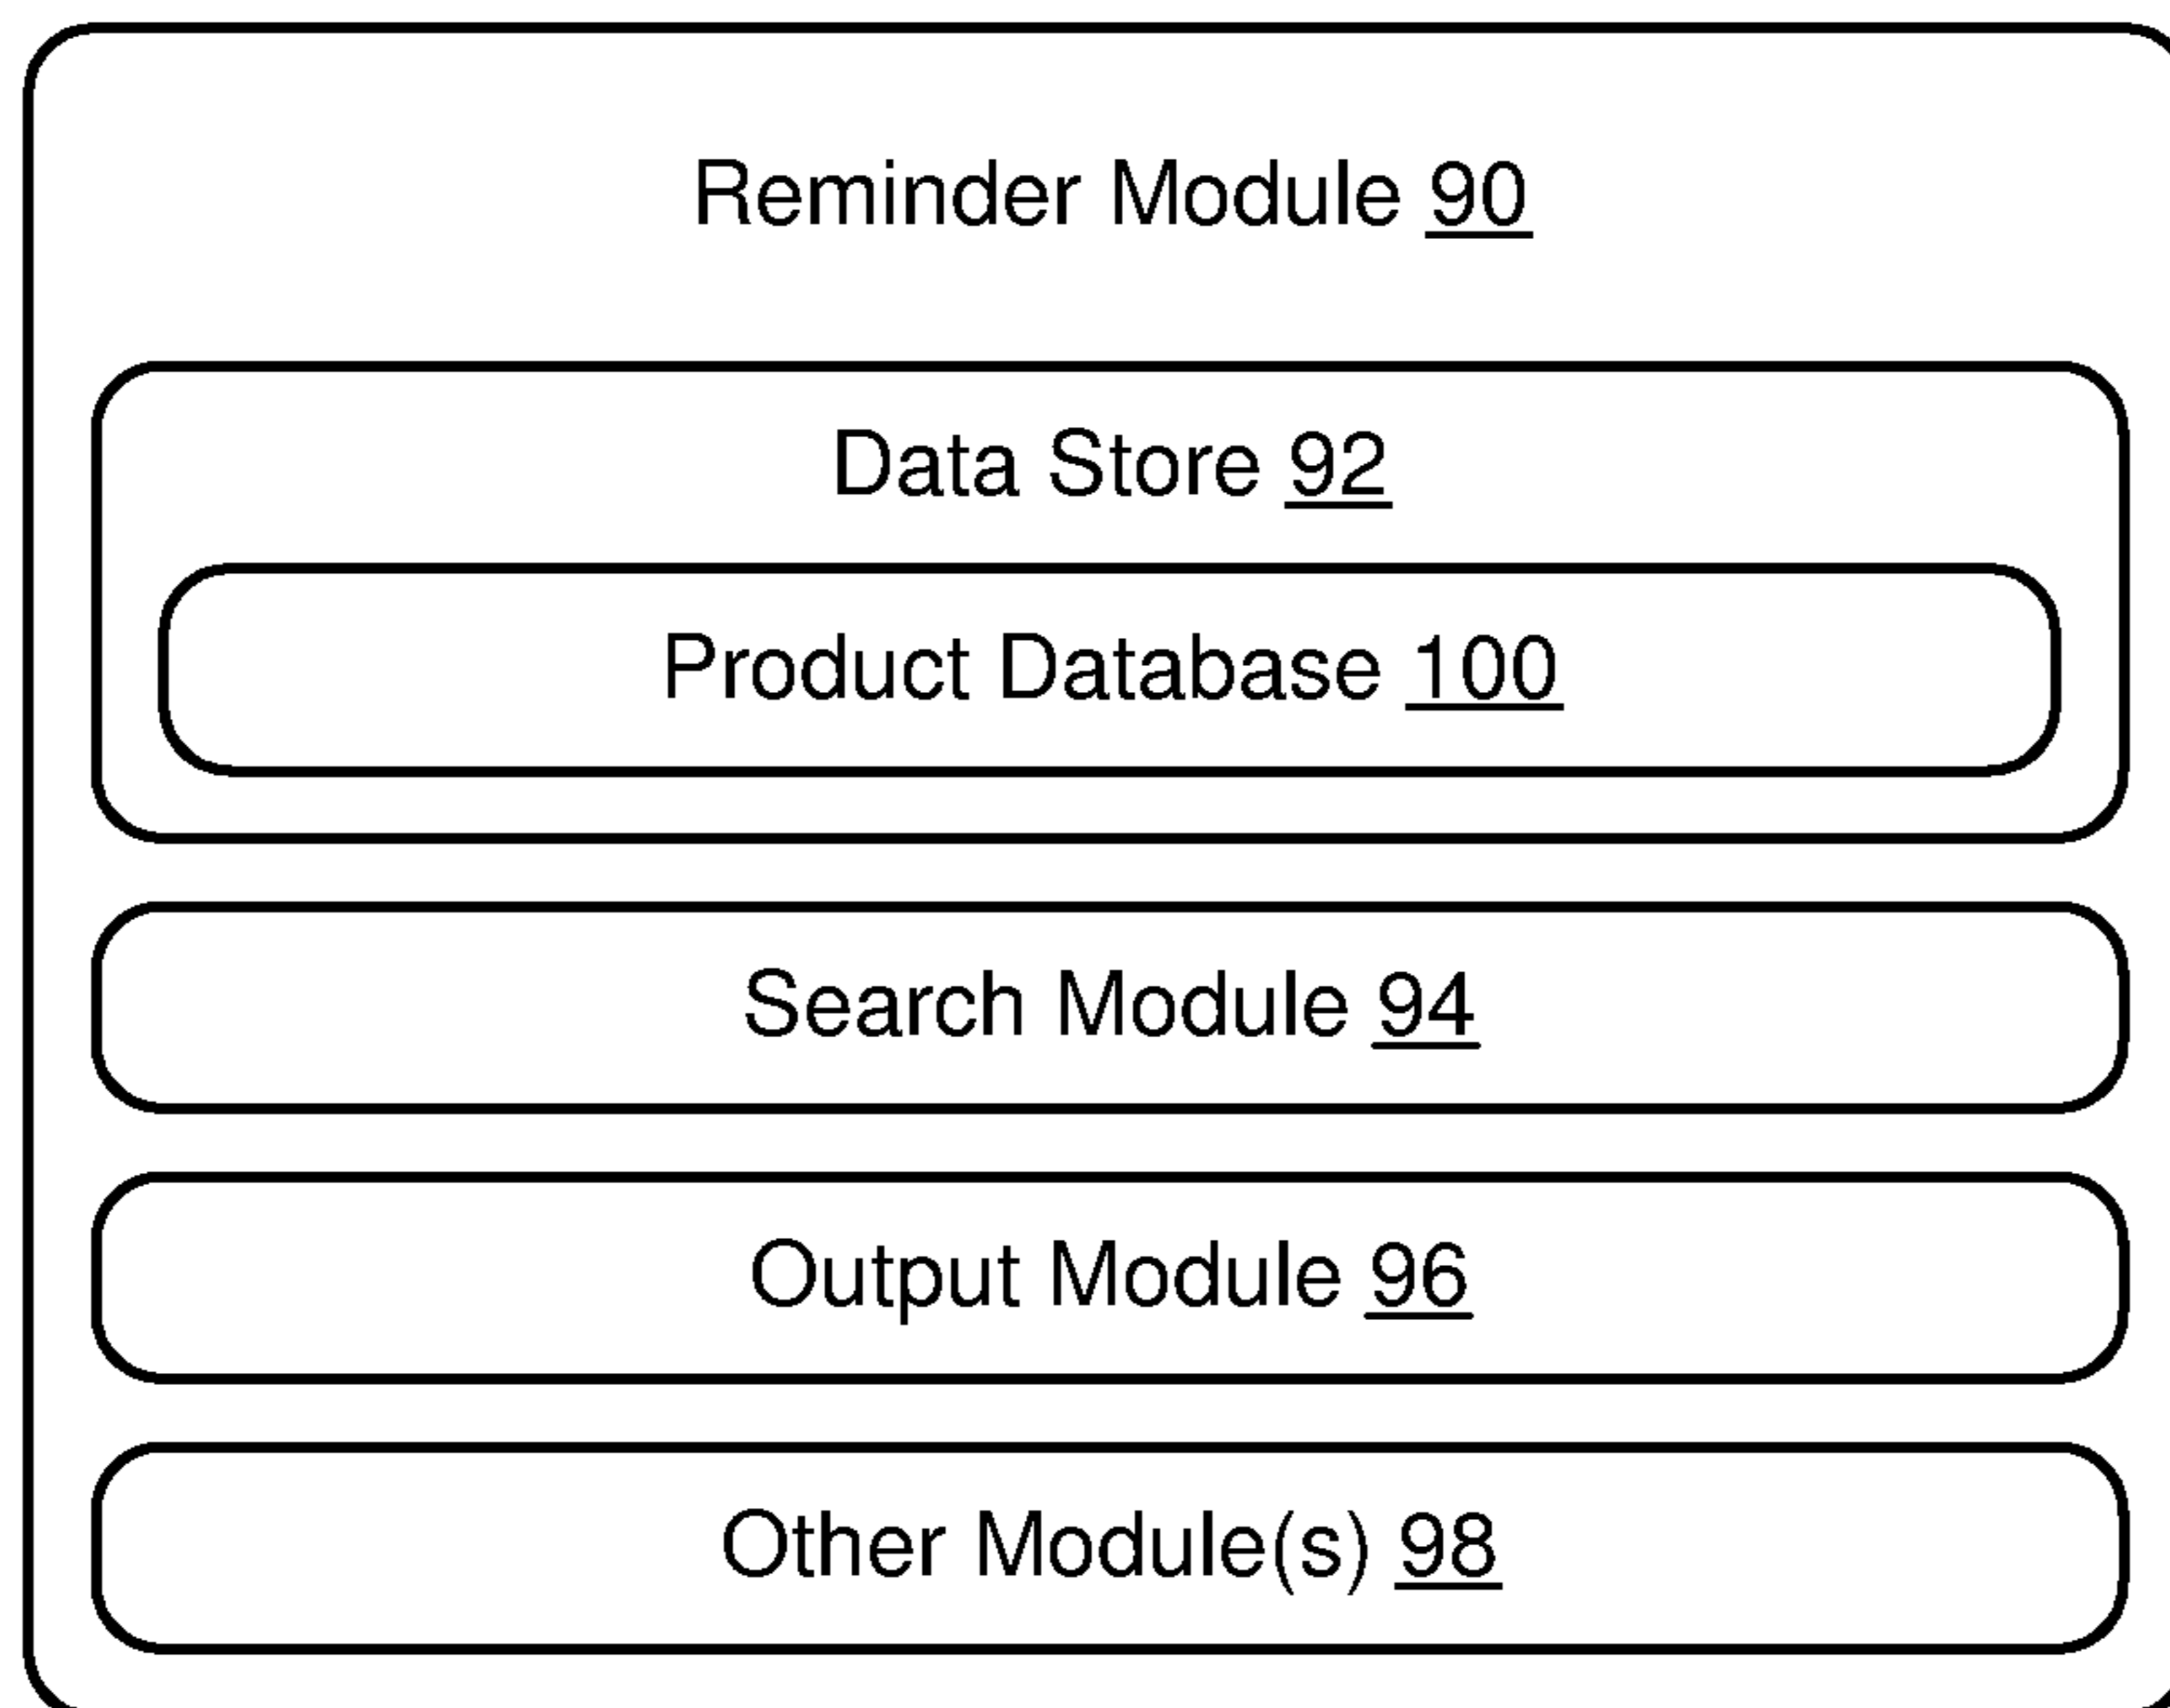 Reminder Module 90
Data Store 92
Product Database 100
Search Module 94
Output Module 96
Other Module(s) 98